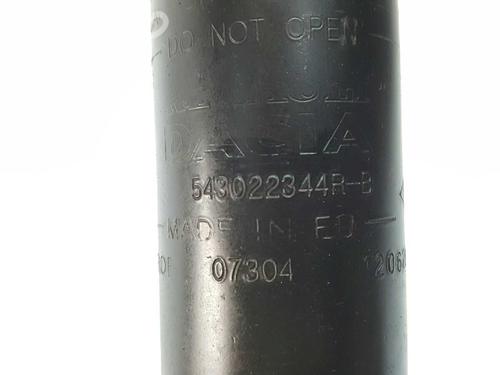 DO NOT OPEN
DACIA
543022344R-B
MADE IN EU
07304